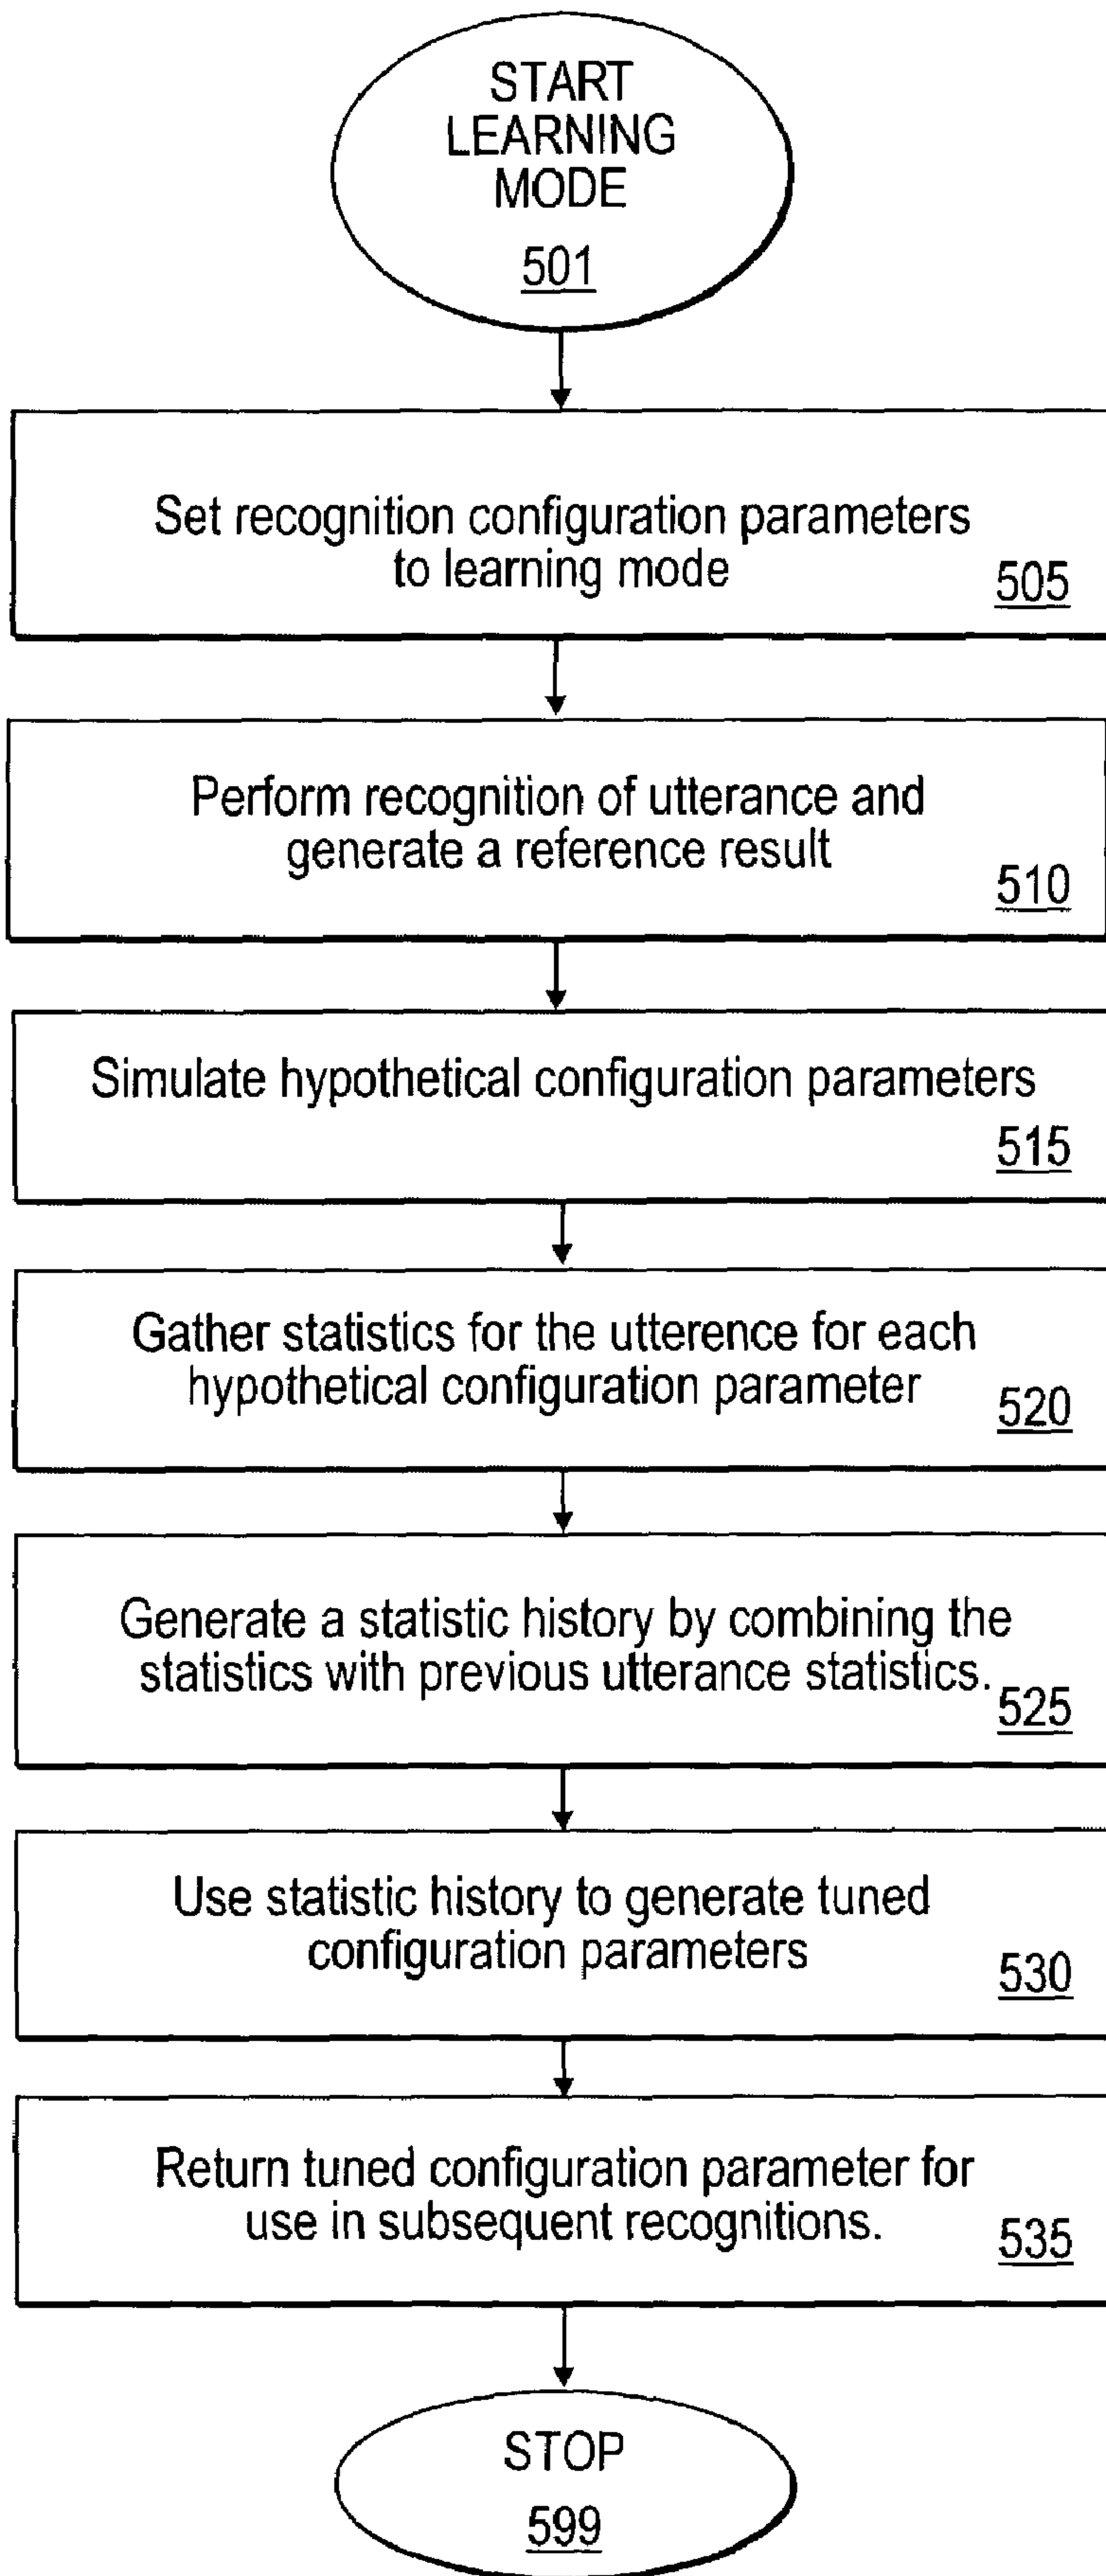 START
LEARNING
MODE
501
Set recognition configuration parameters
to learning mode
505
Perform recognition of utterance and
generate a reference result
510
Simulate hypothetical configuration parameters
515
Gather statistics for the utterence for each
hypothetical configuration parameter
520
Generate a statistic history by combining the
statistics with previous utterance statistics.
525
Use statistic history to generate tuned
configuration parameters
530
Return tuned configuration parameter for
use in subsequent recognitions.
535
STOP
599